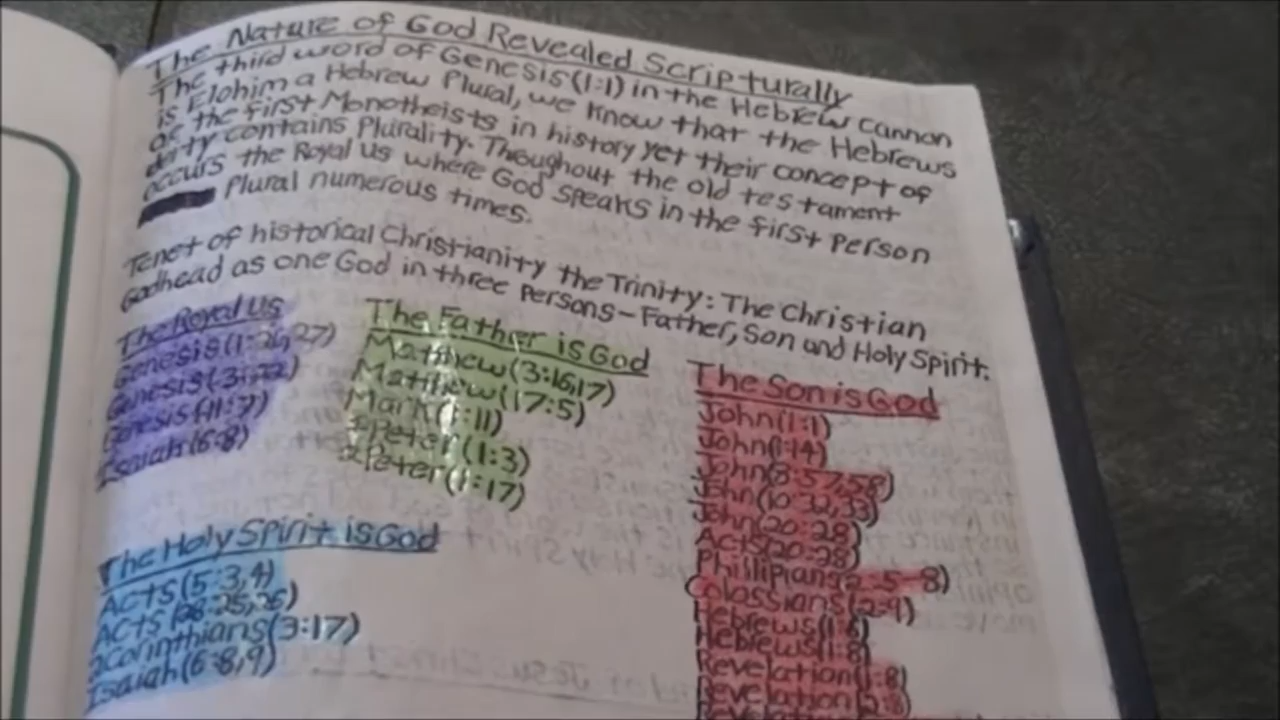 The Nature of God Revealed Scripturally
The third word of Genesis(1:1) in the Hebrew cannon
is Elohim a Hebrew Plural, we know that the Hebrews
are the first Monotheists in history yet their concept of
deity contains Plurality. Throughout the old testament
occurs the Royal Us where God speaks in the first Person
Plural numerous times.
Tenet of historical Christianity the Trinity: The Christian
Godhead as one God in three Persons-Father, Son and Holy Spirit.
The Royal Us
Genesis(1:26,27)
Genesis(3:22)
Genesis(11:7)
Isaiah(6:8)
The Father is God
Matthew(3:16,17)
Matthew(17:5)
Mark(1:11)
Peter(1:3)
2Peter(1:17)
The Son is God
John(1:1)
John(1:14)
John(8:57,58)
John(10:32,33)
John(20:28)
Acts(20:28)
Phillipians(2:5-8)
Colossians(2:9)
Hebrews(1:6)
Hebrews(1:8)
Revelation(1:8)
Revelation(2:8)
The Holy Spirit is God
Acts(5:3,4)
Acts(28:25,26)
2Corinthians(3:17)
Isaiah(6:8,9)